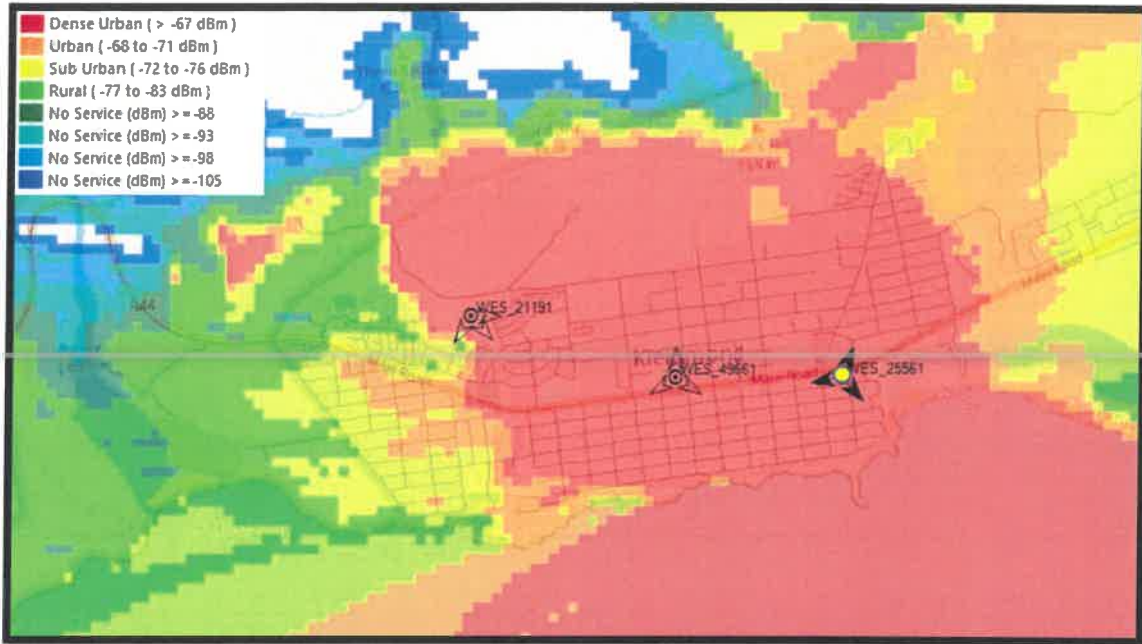 Dense Urban ( > -67 dBm)
Urban ( -68 to -71 dBm )
Sub Urban ( -72 to -76 dBm )
Rural ( -77 to -83 dBm )
No Service (dBm) >= -88
No Service (dBm) >= -93
No Service (dBm) >= -98
No Service (dBm) >= -105
WES_21191
WES_49661
WES_25561